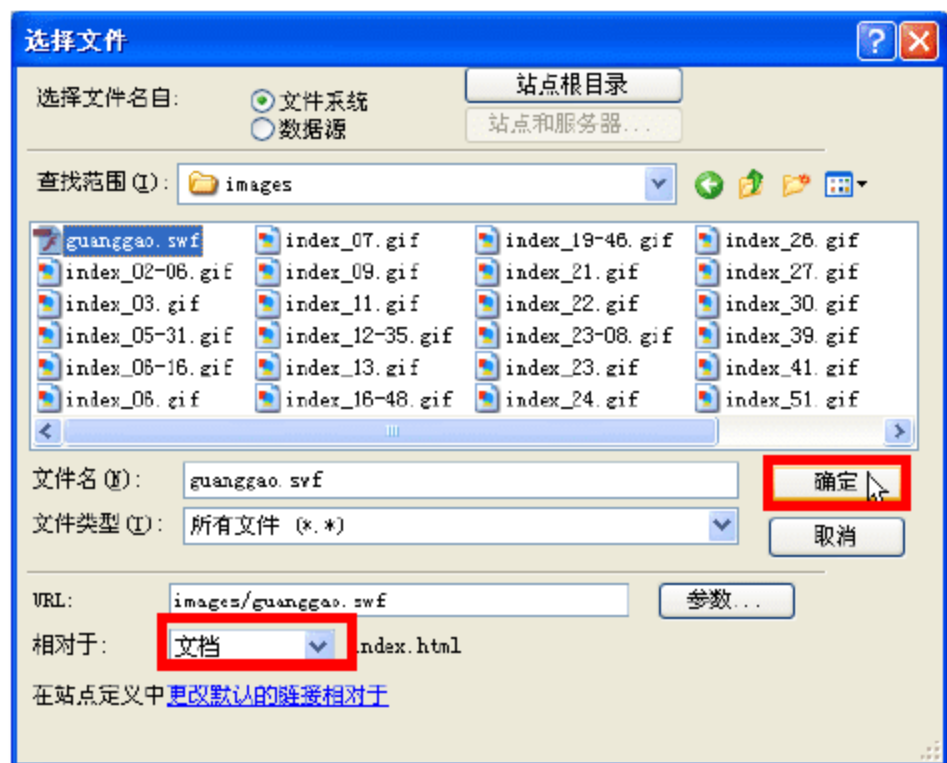 选择文件
选择文件名自:
文件系统
数据源
站点根目录
站点和服务器...
查找范围(I):
images
guanggao.swf index_07.gif index_19-46.gif index_26.gif
index_02-06.gif index_09.gif index_21.gif index_27.gif
index_03.gif index_11.gif index_22.gif index_30.gif
index_05-31.gif index_12-35.gif index_23-08.gif index_39.gif
index_06-16.gif index_13.gif index_23.gif index_41.gif
index_06.gif index_16-48.gif index_24.gif index_51.gif
文件名(N): guanggao.swf 确定
文件类型(T): 所有文件 (*.*) 取消
URL: images/guanggao.swf 参数...
相对于: 文档 index.html
在站点定义中更改默认的链接相对于